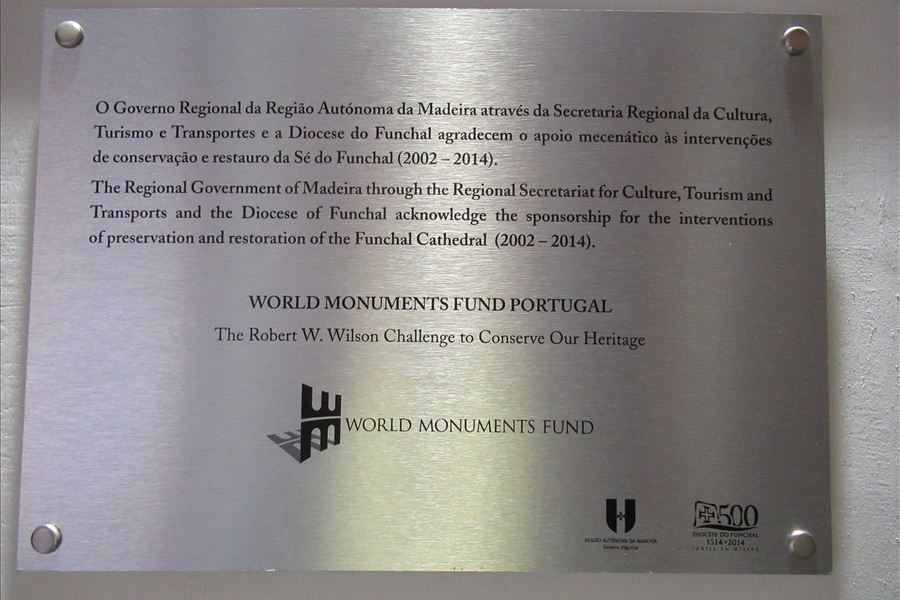 O Governo Regional da Região Autónoma da Madeira através da Secretaria Regional da Cultura,
Turismo e Transportes e a Diocese do Funchal agradecem o apoio mecenático às intervenções
de conservação e restauro da Sé do Funchal (2002 – 2014).
The Regional Government of Madeira through the Regional Secretariat for Culture, Tourism and
Transports and the Diocese of Funchal acknowledge the sponsorship for the interventions
of preservation and restoration of the Funchal Cathedral (2002 – 2014).
WORLD MONUMENTS FUND PORTUGAL
The Robert W. Wilson Challenge to Conserve Our Heritage
WORLD MONUMENTS FUND
REGIÃO AUTÓNOMA DA MADEIRA
Governo Regional
500
DIOCESE DO FUNCHAL
1514•2014
IGREJA EM MISSÃO